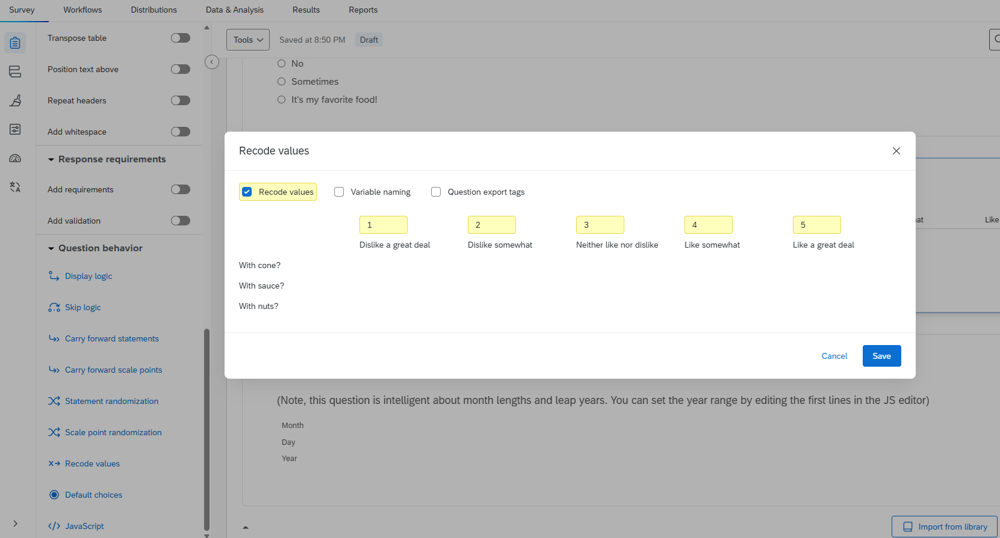 Survey Workflows Distributions Data & Analysis Results Reports
Transpose table
Position text above
Repeat headers
Add whitespace
Response requirements
Add requirements
Add validation
Question behavior
Display logic
Skip logic
Carry forward statements
Carry forward scale points
Statement randomization
Scale point randomization
Recode values
Default choices
JavaScript
Tools Saved at 8:50 PM Draft
No
Sometimes
It's my favorite food!
Recode values
Recode values Variable naming Question export tags
1 2 3 4 5
Dislike a great deal Dislike somewhat Neither like nor dislike Like somewhat Like a great deal
With cone?
With sauce?
With nuts?
Cancel Save
Like
(Note, this question is intelligent about month lengths and leap years. You can set the year range by editing the first lines in the JS editor)
Month
Day
Year
Import from library